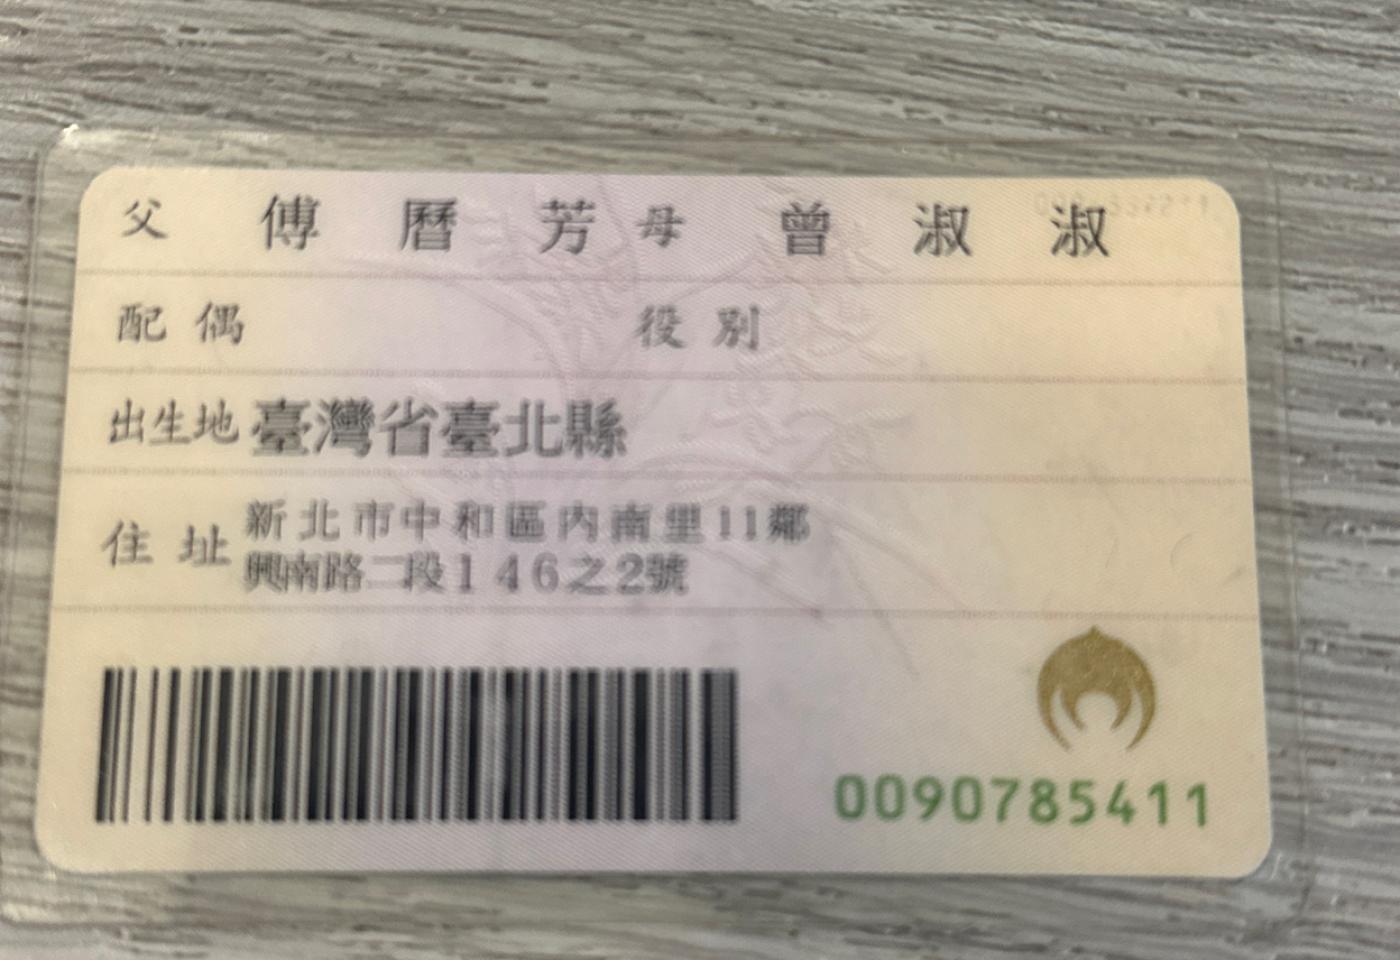 父 傅曆芳 母 曾淑淑
配偶 役別
出生地 臺灣省臺北縣
住址 新北市中和區內南里11鄰
興南路二段146之2號
0090785411